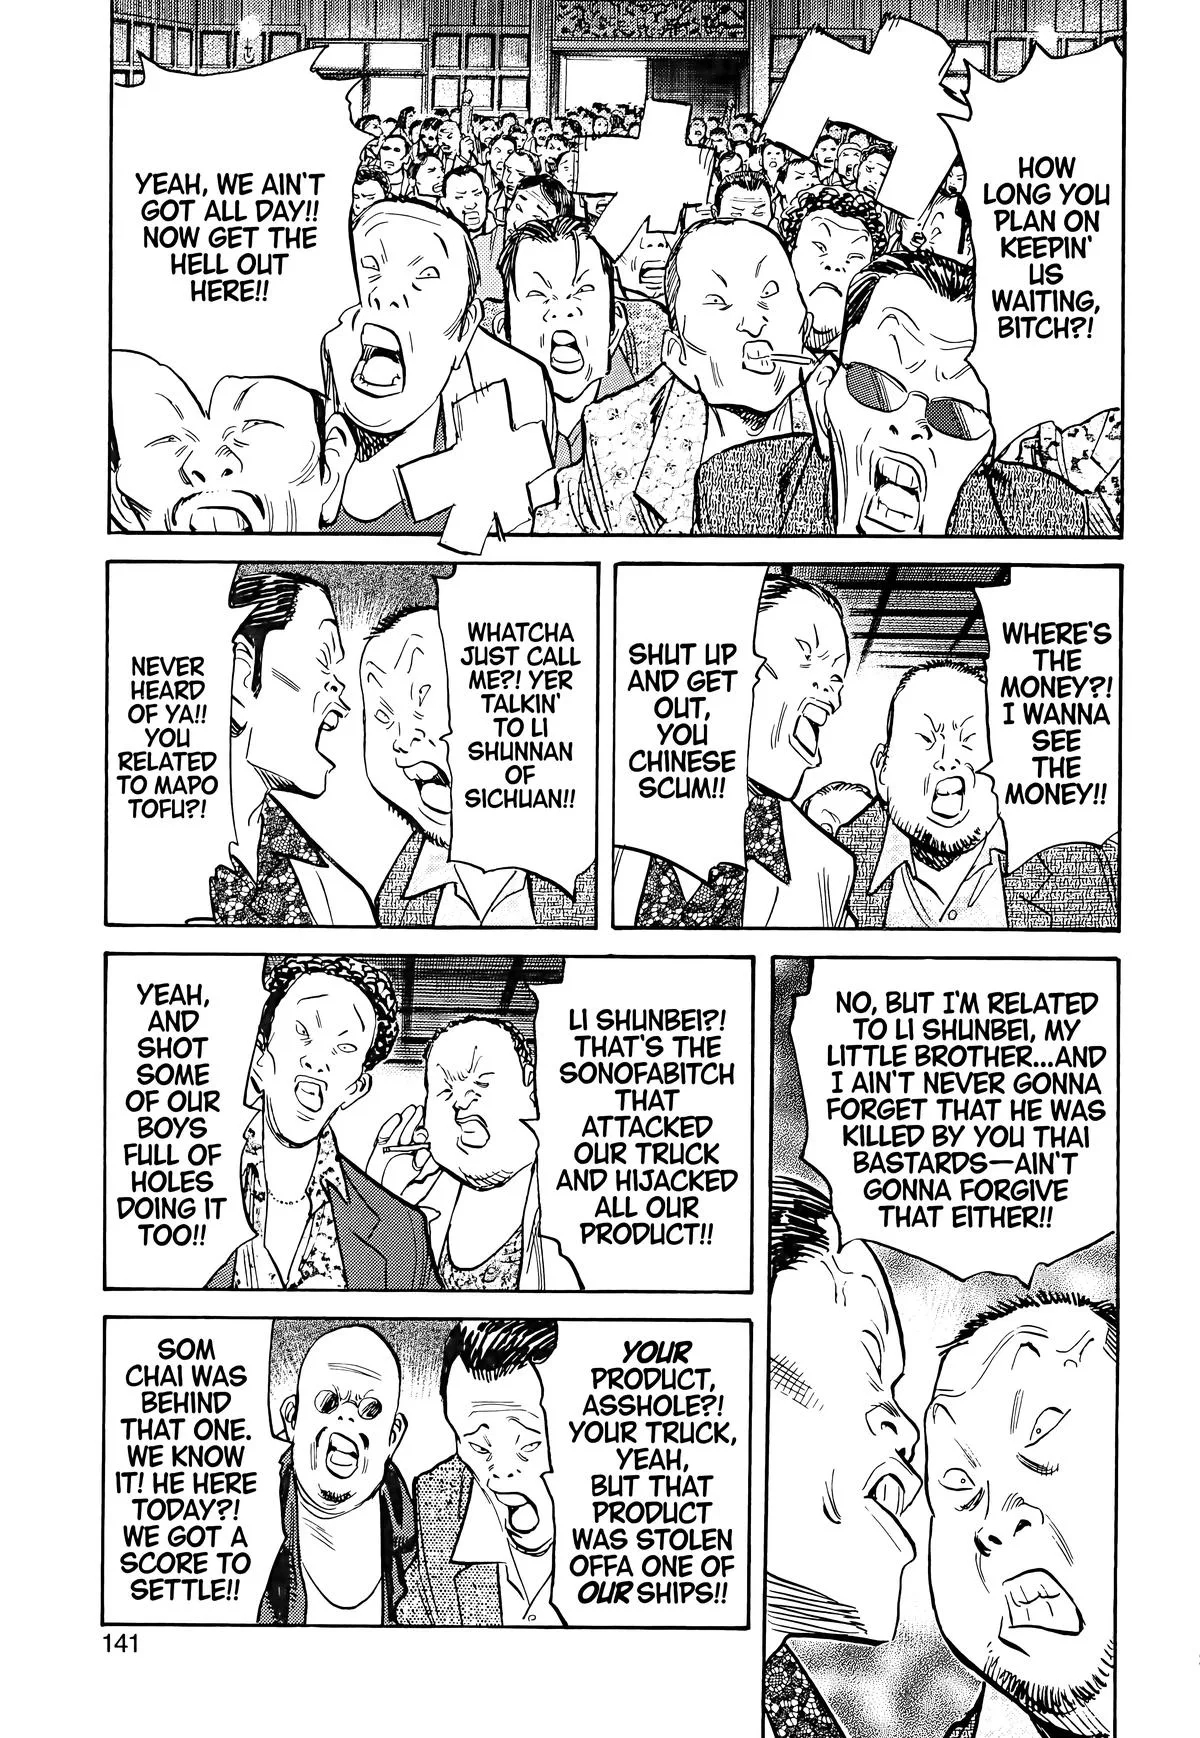 HOW
LONG YOU
PLAN ON
KEEPIN'
US
WAITING,
BITCH?!
YEAH, WE AIN'T
GOT ALL DAY!!
NOW GET THE
HELL OUT
HERE!!
WHERE'S
THE
MONEY?!
I WANNA
SEE
THE
MONEY!!
SHUT UP
AND GET
OUT,
YOU
CHINESE
SCUM!!
WHATCHA
JUST CALL
ME?! YER
TALKIN'
TO LI
SHUNNAN
OF
SICHUAN!!
NEVER
HEARD
OF YA!!
YOU
RELATED
TO MAPO
TOFU?!
NO, BUT I'M RELATED
TO LI SHUNBEI, MY
LITTLE BROTHER...AND
I AIN'T NEVER GONNA
FORGET THAT HE WAS
KILLED BY YOU THAI
BASTARDS—AIN'T
GONNA FORGIVE
THAT EITHER!!
LI SHUNBEI?!
THAT'S THE
SONOFABITCH
THAT
ATTACKED
OUR TRUCK
AND HIJACKED
ALL OUR
PRODUCT!!
YEAH,
AND
SHOT
SOME
OF OUR
BOYS
FULL OF
HOLES
DOING IT
TOO!!
YOUR
PRODUCT,
ASSHOLE?!
YOUR TRUCK,
YEAH,
BUT THAT
PRODUCT
WAS STOLEN
OFFA ONE OF
OUR SHIPS!!
SOM
CHAI WAS
BEHIND
THAT ONE.
WE KNOW
IT! HE HERE
TODAY?!
WE GOT A
SCORE TO
SETTLE!!
141